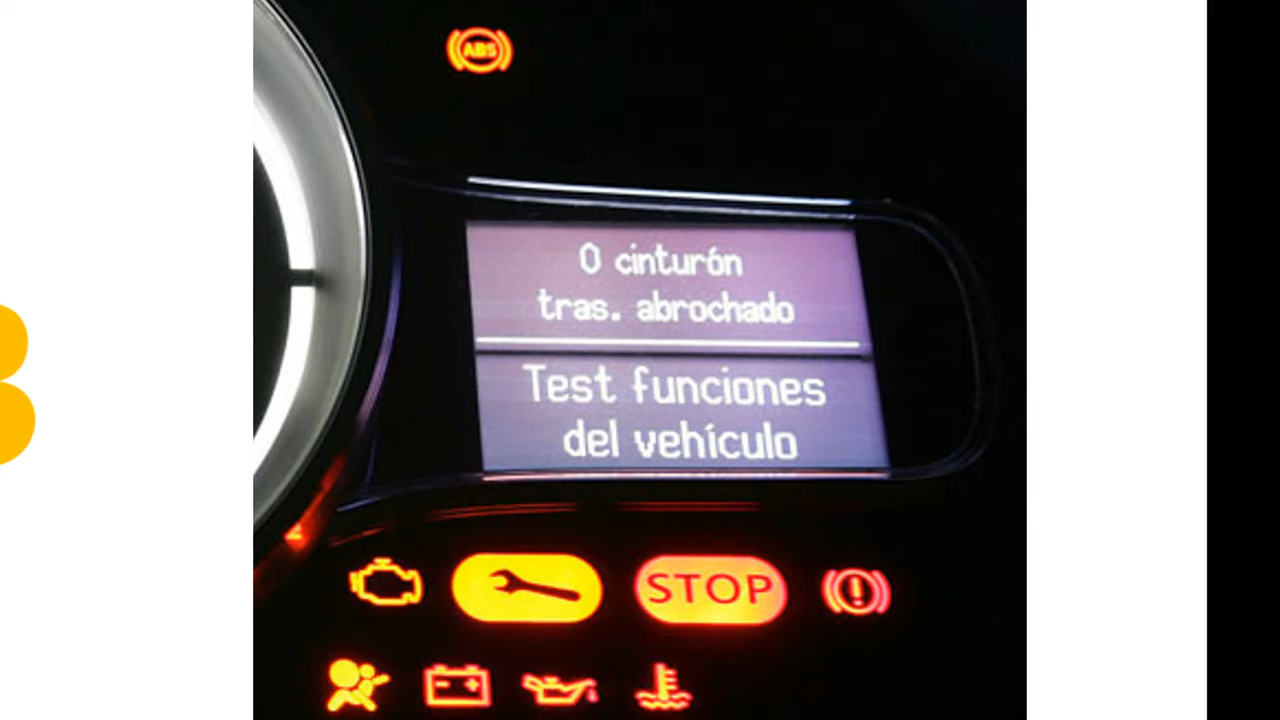 ABS
0 cinturón
tras. abrochado
Test funciones
del vehículo
STOP